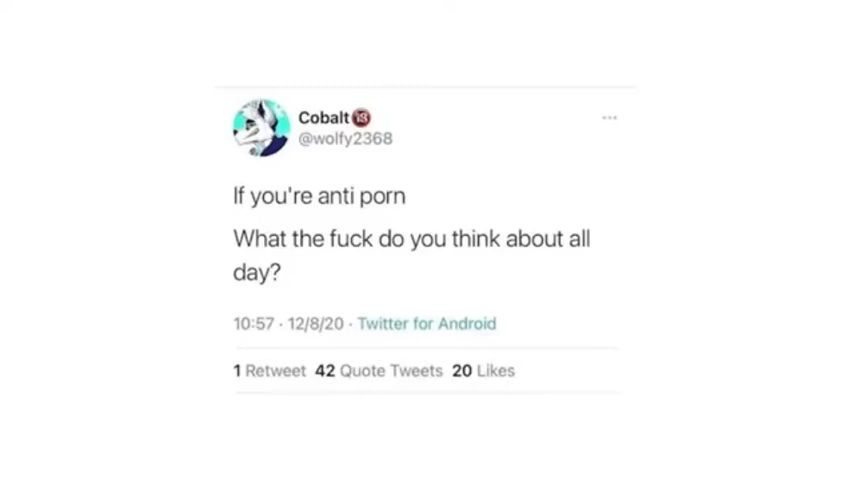 Cobalt🔞
@wolfy2368
If you're anti porn
What the fuck do you think about all
day?
10:57 · 12/8/20 · Twitter for Android
1 Retweet 42 Quote Tweets 20 Likes